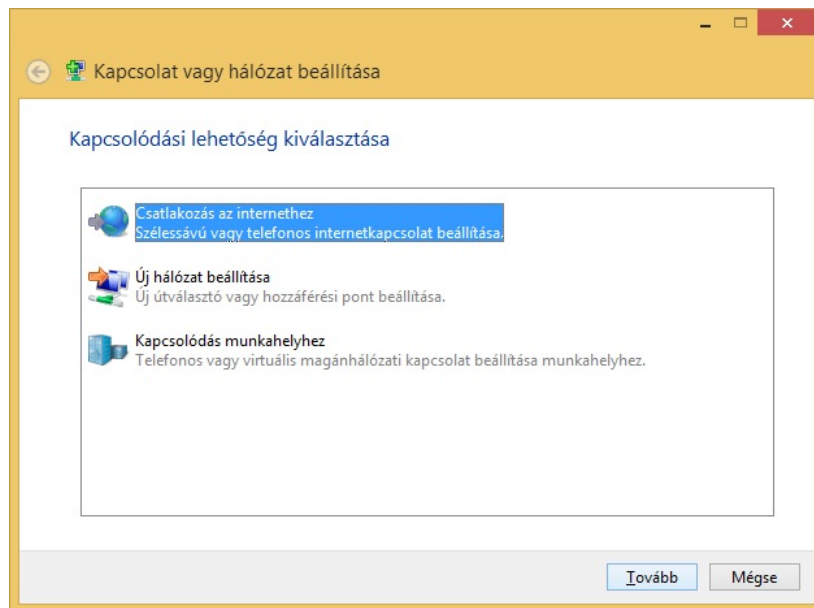 Kapcsolat vagy hálózat beállítása
Kapcsolódási lehetőség kiválasztása
Csatlakozás az internethez
Szélessávú vagy telefonos internetkapcsolat beállítása.
Új hálózat beállítása
Új útválasztó vagy hozzáférési pont beállítása.
Kapcsolódás munkahelyhez
Telefonos vagy virtuális magánhálózati kapcsolat beállítása munkahelyhez.
Tovább Mégse